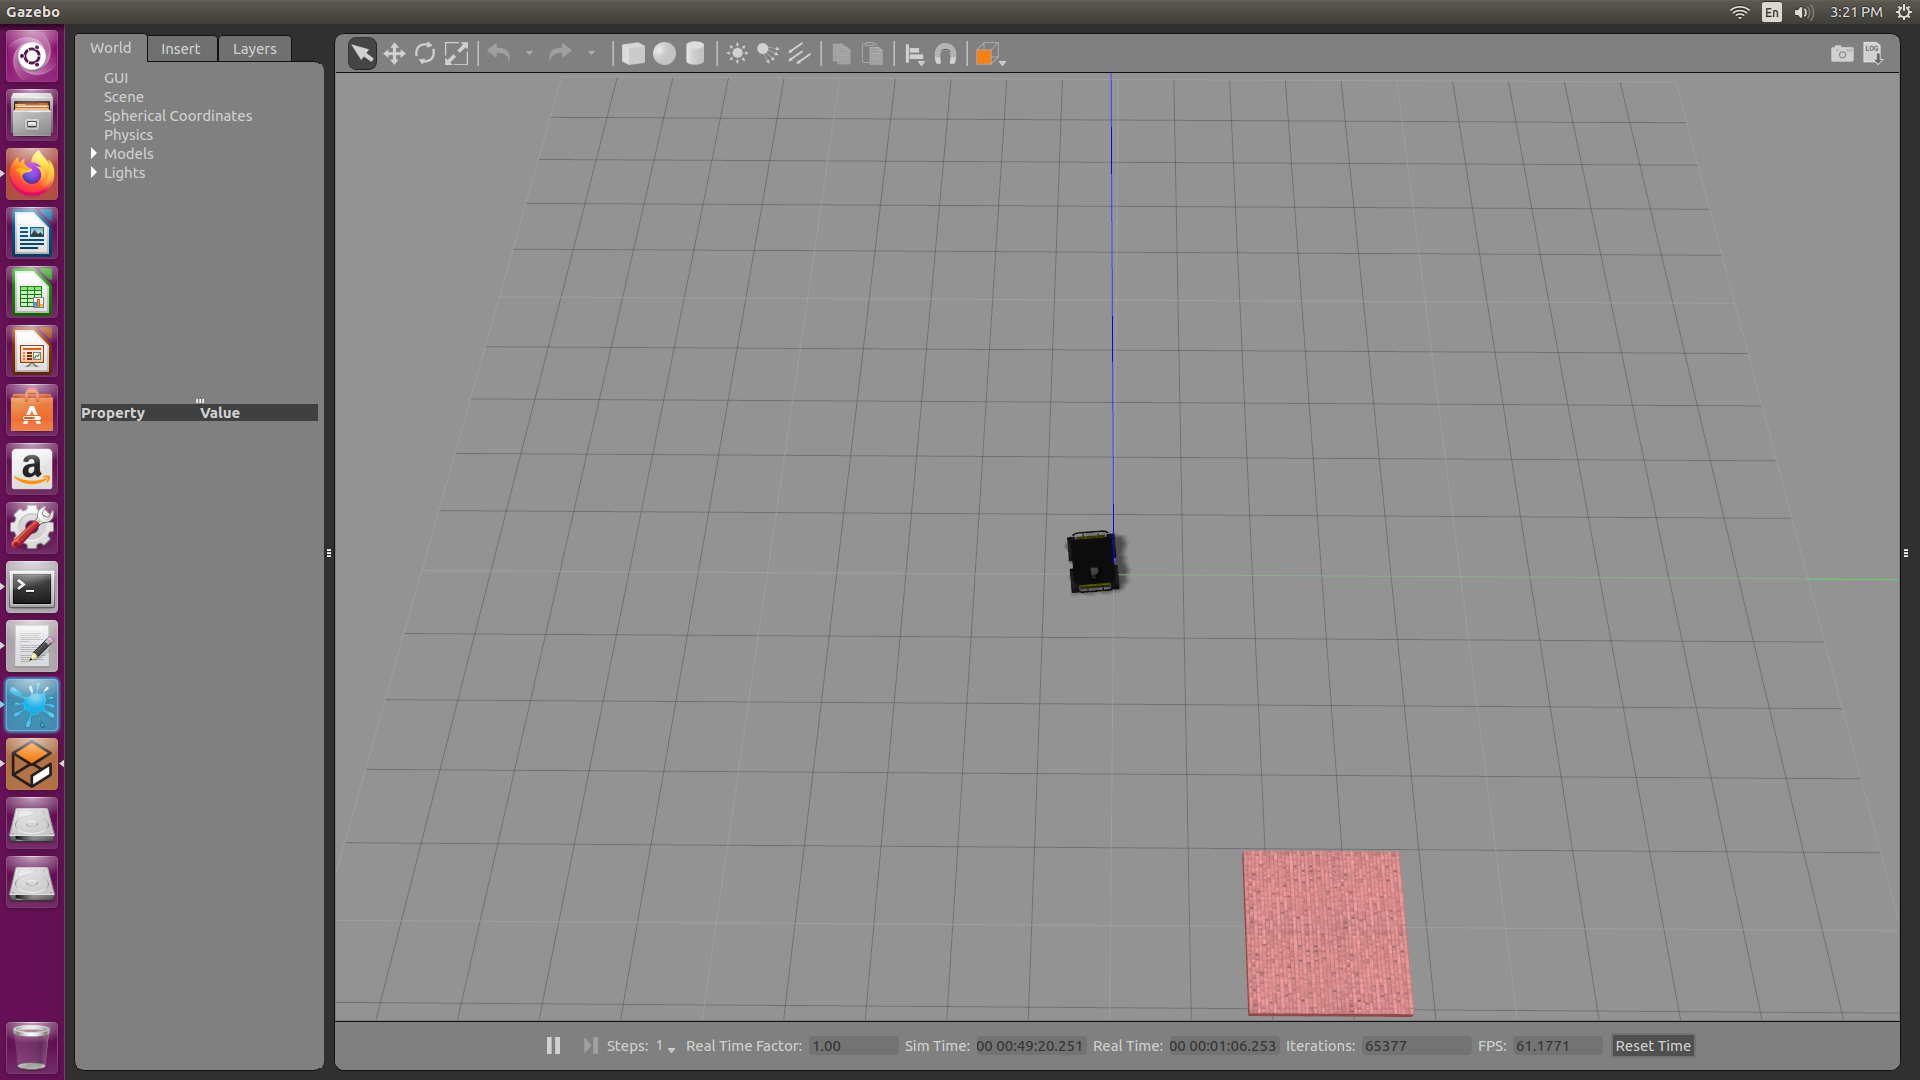 Gazebo
En
3:21 PM
World
Insert
Layers
GUI
Scene
Spherical Coordinates
Physics
Models
Lights
Property Value
LOG
Steps: 1
Real Time Factor: 1.00
Sim Time: 00 00:49:20.251
Real Time: 00 00:01:06.253
Iterations: 65377
FPS: 61.1771
Reset Time